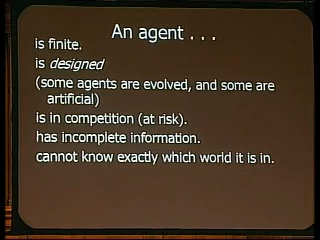 An agent . . .
is finite.
is designed
(some agents are evolved, and some are
artificial)
is in competition (at risk).
has incomplete information.
cannot know exactly which world it is in.